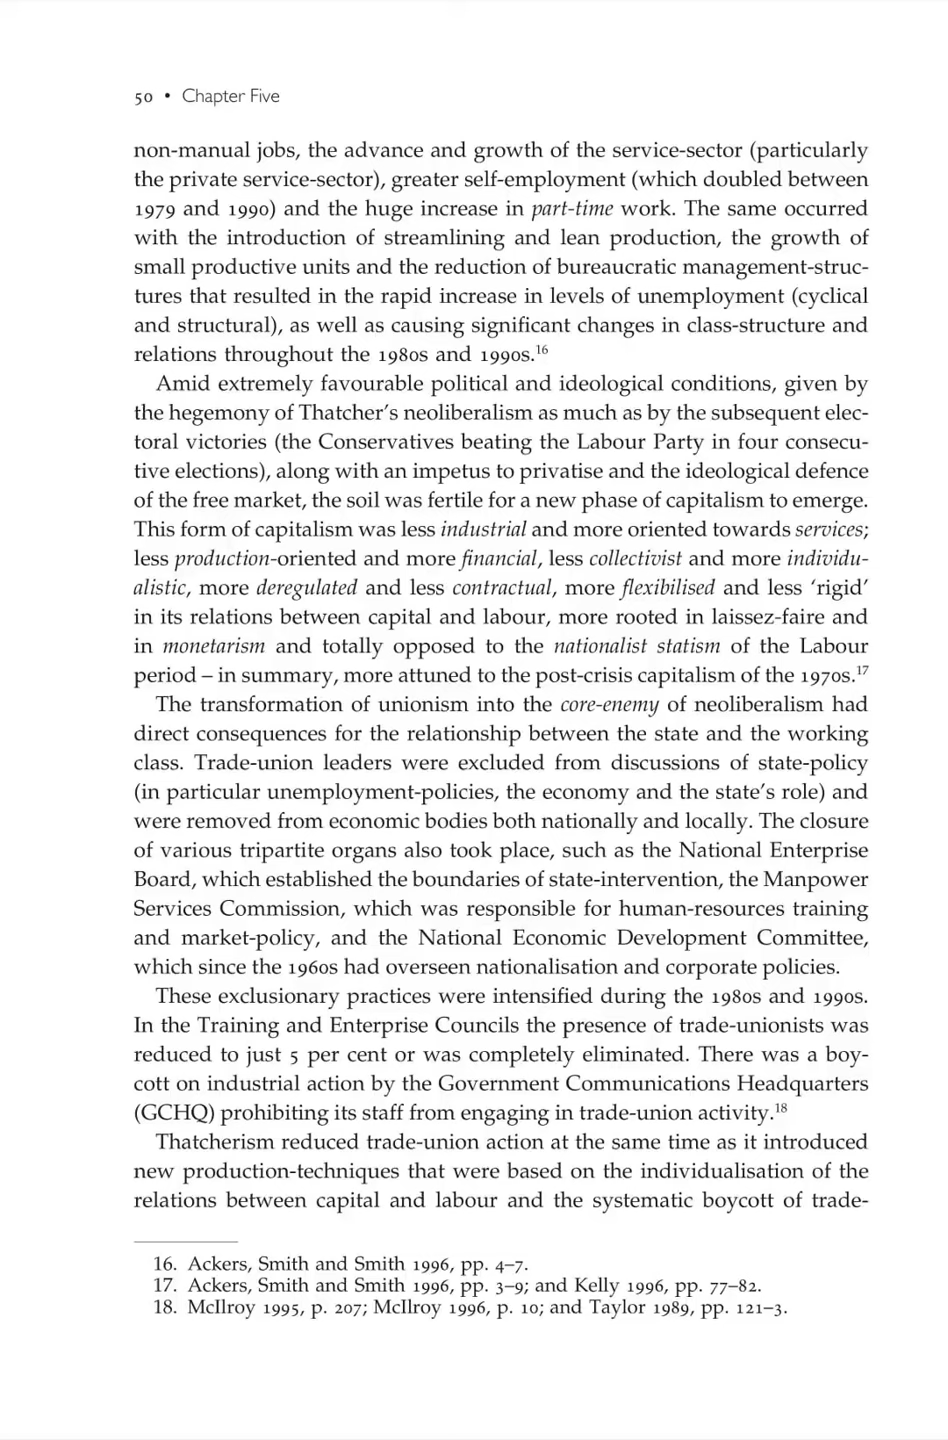 50 • Chapter Five
non-manual jobs, the advance and growth of the service-sector (particularly
the private service-sector), greater self-employment (which doubled between
1979 and 1990) and the huge increase in part-time work. The same occurred
with the introduction of streamlining and lean production, the growth of
small productive units and the reduction of bureaucratic management-struc-
tures that resulted in the rapid increase in levels of unemployment (cyclical
and structural), as well as causing significant changes in class-structure and
relations throughout the 1980s and 1990s.16
Amid extremely favourable political and ideological conditions, given by
the hegemony of Thatcher's neoliberalism as much as by the subsequent elec-
toral victories (the Conservatives beating the Labour Party in four consecu-
tive elections), along with an impetus to privatise and the ideological defence
of the free market, the soil was fertile for a new phase of capitalism to emerge.
This form of capitalism was less industrial and more oriented towards services;
less production-oriented and more financial, less collectivist and more individu-
alistic, more deregulated and less contractual, more flexibilised and less 'rigid'
in its relations between capital and labour, more rooted in laissez-faire and
in monetarism and totally opposed to the nationalist statism of the Labour
period – in summary, more attuned to the post-crisis capitalism of the 1970s.17
The transformation of unionism into the core-enemy of neoliberalism had
direct consequences for the relationship between the state and the working
class. Trade-union leaders were excluded from discussions of state-policy
(in particular unemployment-policies, the economy and the state's role) and
were removed from economic bodies both nationally and locally. The closure
of various tripartite organs also took place, such as the National Enterprise
Board, which established the boundaries of state-intervention, the Manpower
Services Commission, which was responsible for human-resources training
and market-policy, and the National Economic Development Committee,
which since the 1960s had overseen nationalisation and corporate policies.
These exclusionary practices were intensified during the 1980s and 1990s.
In the Training and Enterprise Councils the presence of trade-unionists was
reduced to just 5 per cent or was completely eliminated. There was a boy-
cott on industrial action by the Government Communications Headquarters
(GCHQ) prohibiting its staff from engaging in trade-union activity.18
Thatcherism reduced trade-union action at the same time as it introduced
new production-techniques that were based on the individualisation of the
relations between capital and labour and the systematic boycott of trade-
16. Ackers, Smith and Smith 1996, pp. 4–7.
17. Ackers, Smith and Smith 1996, pp. 3–9; and Kelly 1996, pp. 77–82.
18. McIlroy 1995, p. 207; McIlroy 1996, p. 10; and Taylor 1989, pp. 121–3.